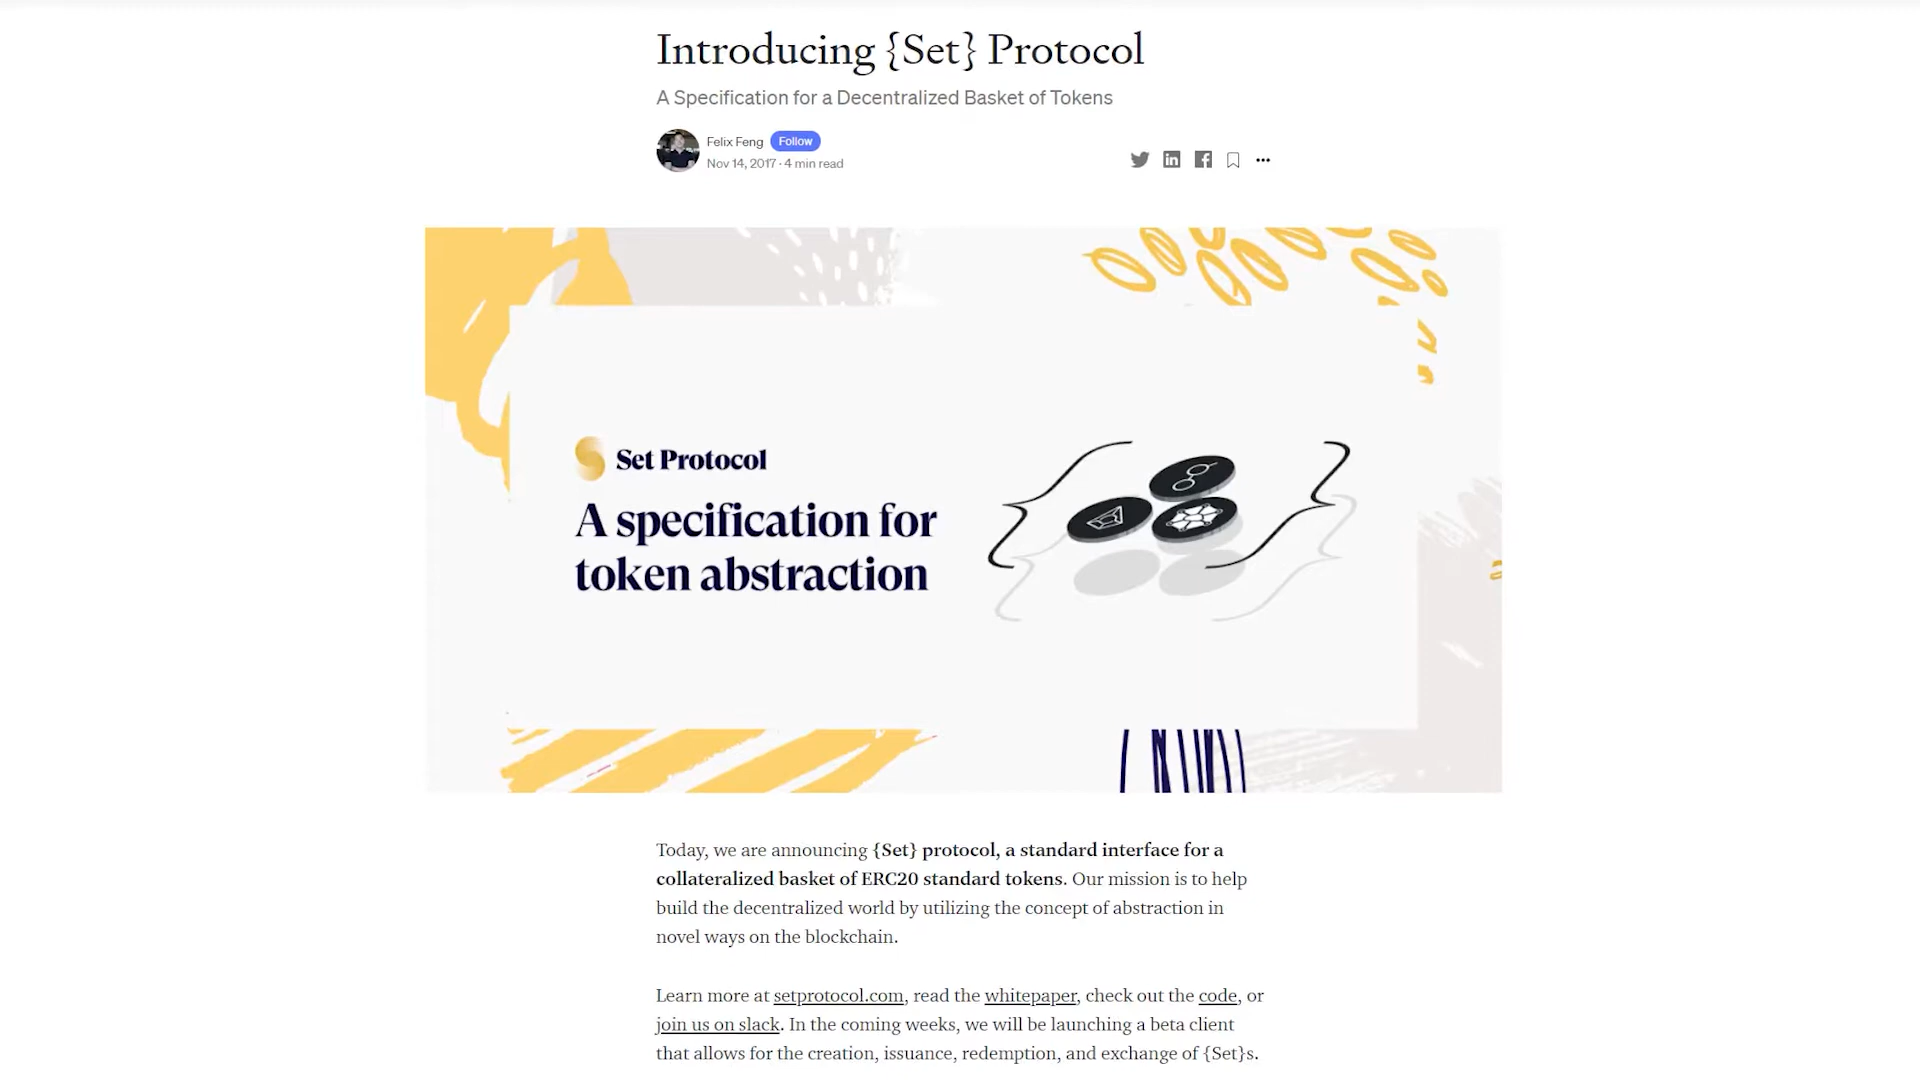 Introducing {Set} Protocol
A Specification for a Decentralized Basket of Tokens
Felix Feng Follow
Nov 14, 2017 · 4 min read
Set Protocol
A specification for
token abstraction
Today, we are announcing {Set} protocol, a standard interface for a
collateralized basket of ERC20 standard tokens. Our mission is to help
build the decentralized world by utilizing the concept of abstraction in
novel ways on the blockchain.
Learn more at setprotocol.com, read the whitepaper, check out the code, or
join us on slack. In the coming weeks, we will be launching a beta client
that allows for the creation, issuance, redemption, and exchange of {Set}s.